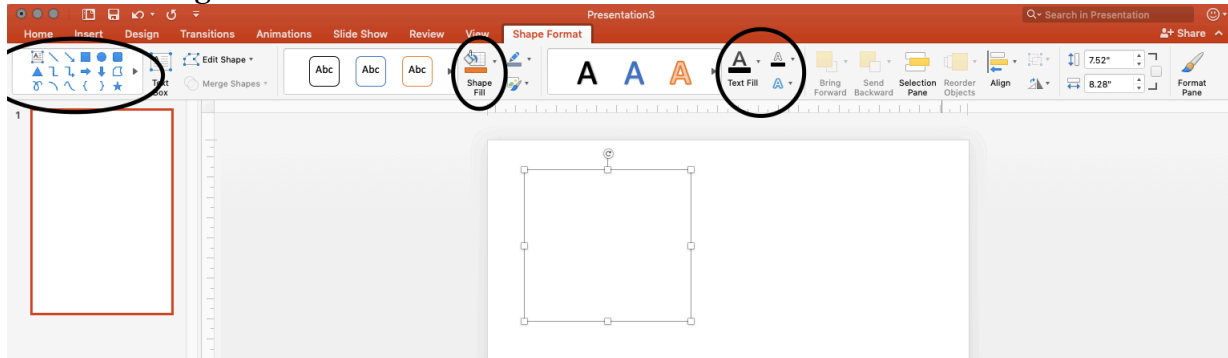 Presentation3
Search in Presentation
Home Insert Design Transitions Animations Slide Show Review View Shape Format Share
Edit Shape
Merge Shapes
Text Box
Abc Abc Abc
Shape Fill
A A A
A
Text Fill
A
A
Bring Forward
Send Backward
Selection Pane
Reorder Objects
Align
7.52"
8.28"
Format Pane
1